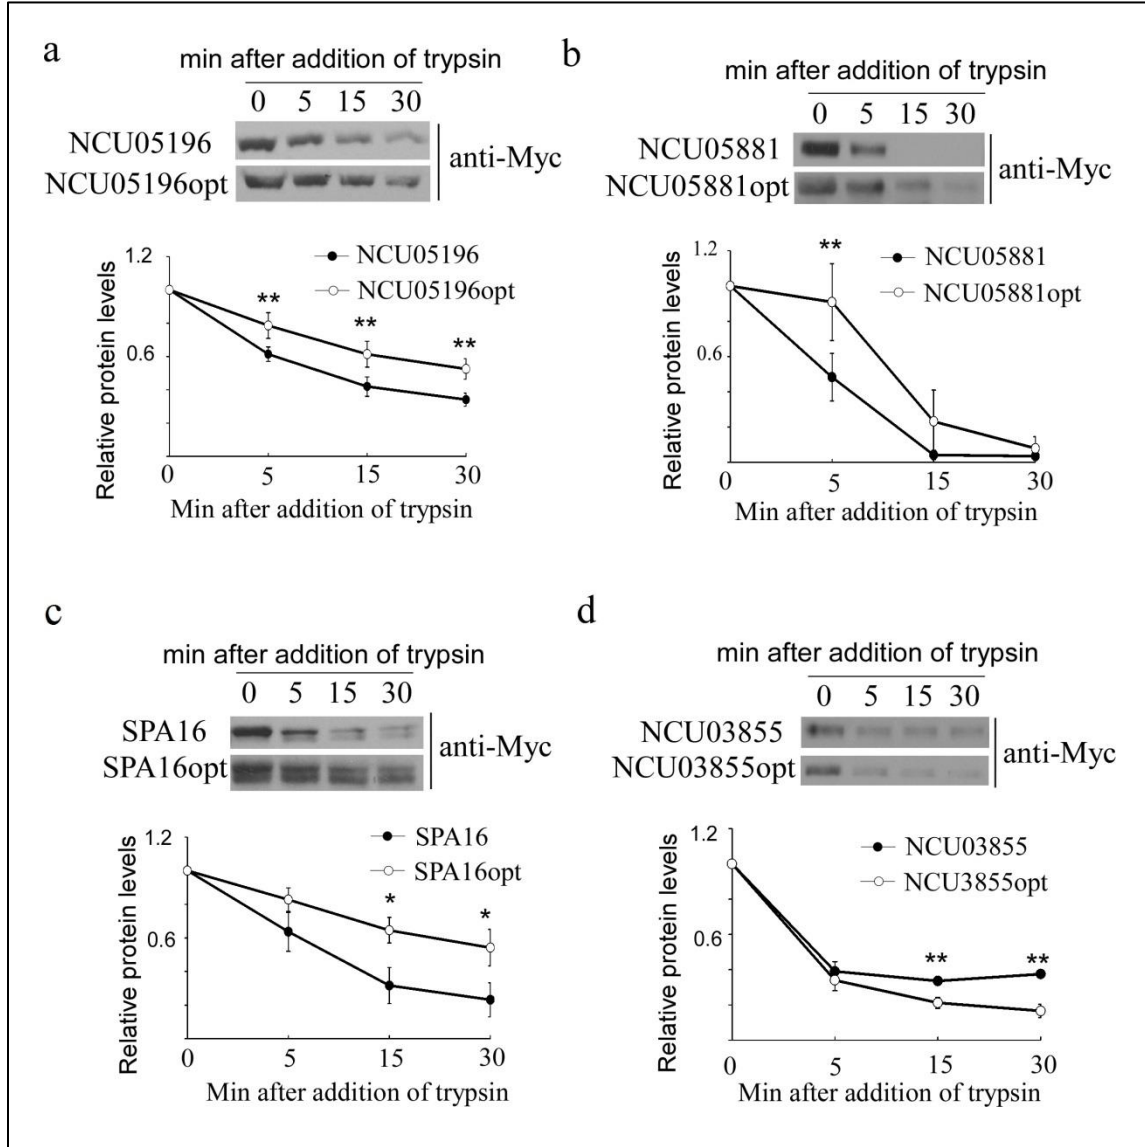 a
min after addition of trypsin
0 5 15 30
NCU05196
NCU05196opt
anti-Myc
1.2
0.6
Relative protein levels
NCU05196
NCU05196opt
**
**
**
0 5 15 30
Min after addition of trypsin
b
min after addition of trypsin
0 5 15 30
NCU05881
NCU05881opt
anti-Myc
1.2
0.6
Relative protein levels
**
NCU05881
NCU05881opt
0 5 15 30
Min after addition of trypsin
c
min after addition of trypsin
0 5 15 30
SPA16
SPA16opt
anti-Myc
1.2
0.6
Relative protein levels
SPA16
SPA16opt
*
*
0 5 15 30
Min after addition of trypsin
d
min after addition of trypsin
0 5 15 30
NCU03855
NCU03855opt
anti-Myc
1.2
0.6
Relative protein levels
NCU03855
NCU3855opt
**
**
0 5 15 30
Min after addition of trypsin